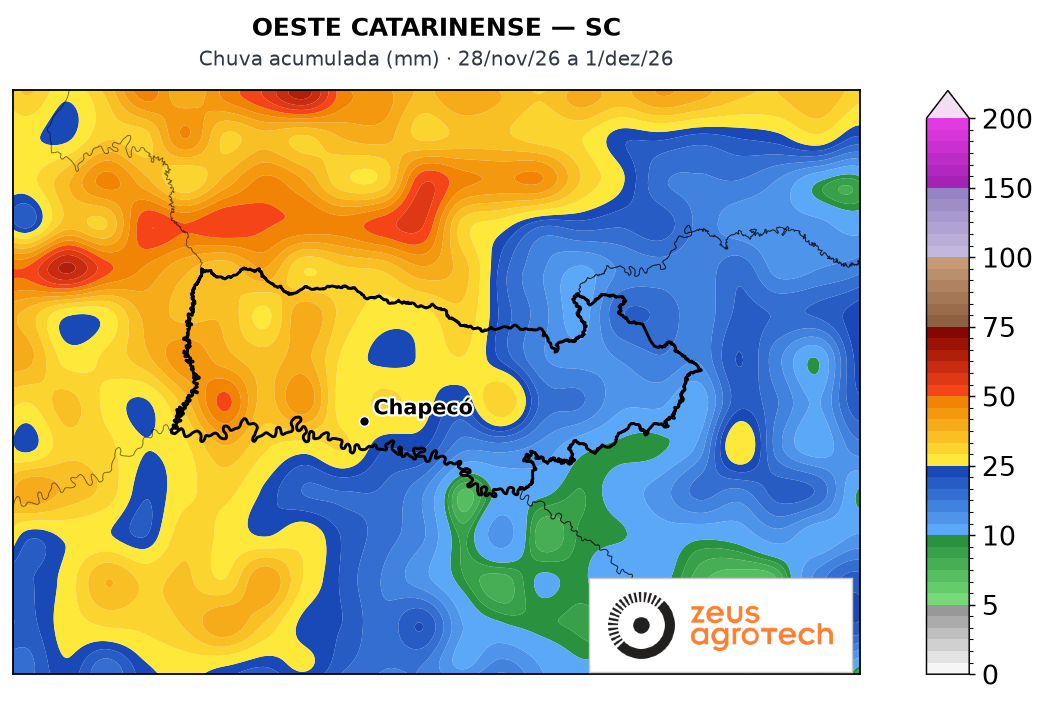 OESTE CATARINENSE — SC
Chuva acumulada (mm) · 28/nov/26 a 1/dez/26
200
150
100
75
50
25
10
5
0
Chapecó
zeus
agrotech